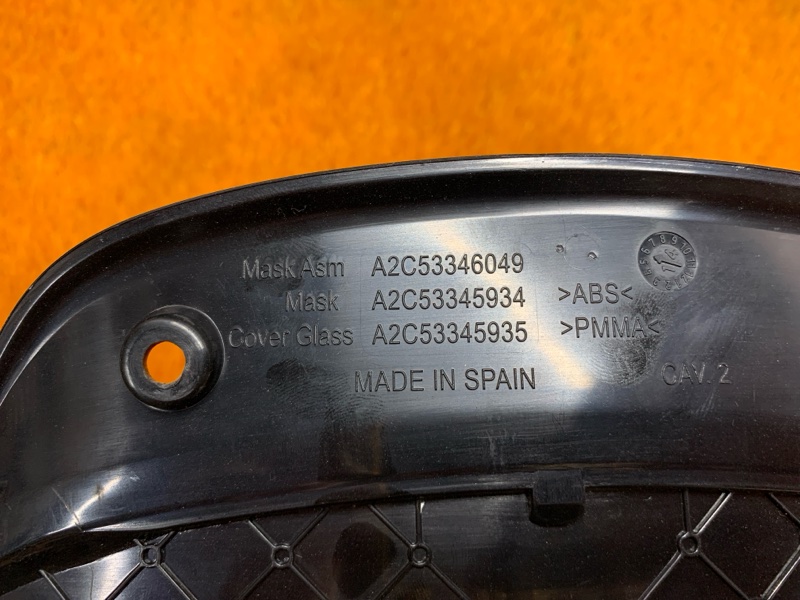 Mask Asm A2C53346049
Mask A2C53345934 >ABS<
Cover Glass A2C53345935 >PMMA<
MADE IN SPAIN CAV. 2